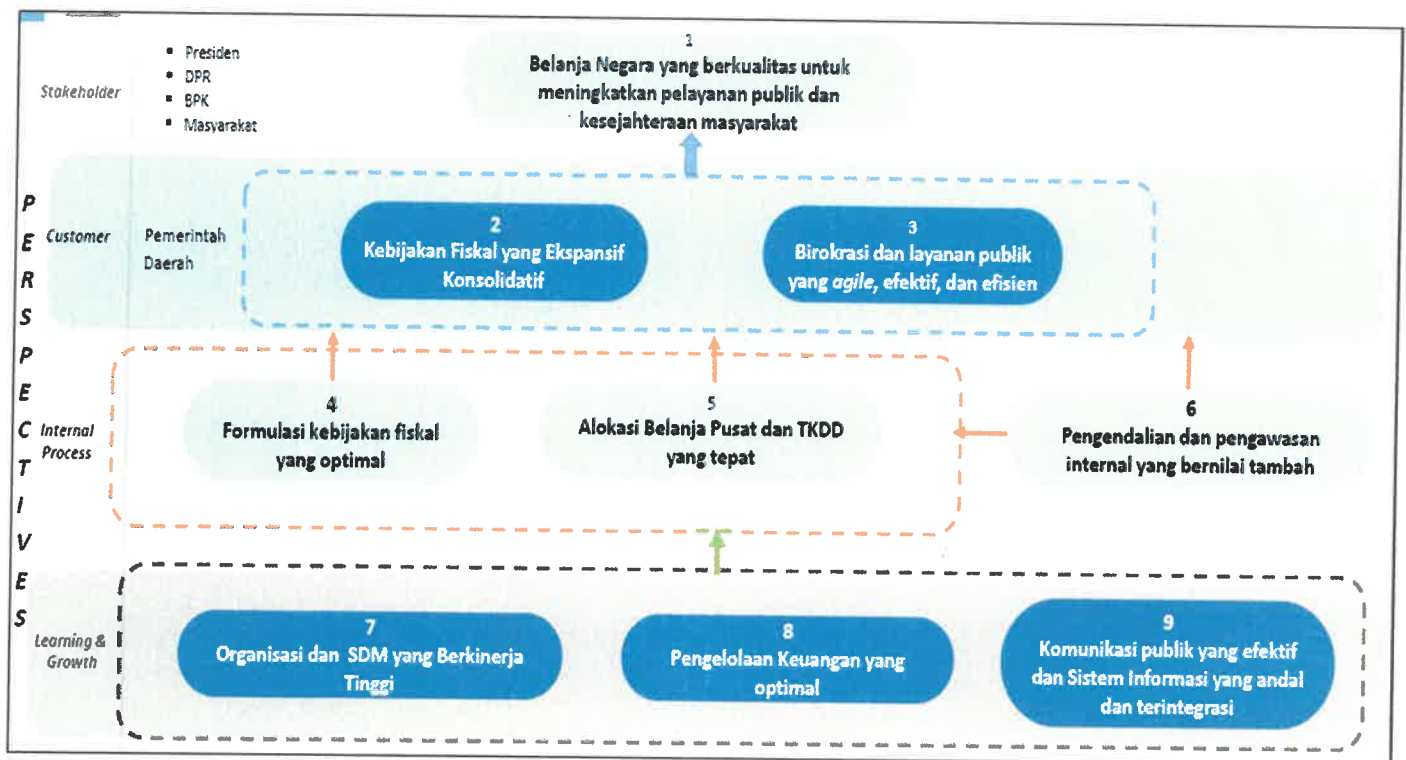 PERSPECTIVES
Stakeholder
▪ Presiden
▪ DPR
▪ BPK
▪ Masyarakat
1
Belanja Negara yang berkualitas untuk
meningkatkan pelayanan publik dan
kesejahteraan masyarakat
Customer
Pemerintah
Daerah
2
Kebijakan Fiskal yang Ekspansif
Konsolidatif
3
Birokrasi dan layanan publik
yang agile, efektif, dan efisien
Internal
Process
4
Formulasi kebijakan fiskal
yang optimal
5
Alokasi Belanja Pusat dan TKDD
yang tepat
6
Pengendalian dan pengawasan
internal yang bernilai tambah
Learning &
Growth
7
Organisasi dan SDM yang Berkinerja
Tinggi
8
Pengelolaan Keuangan yang
optimal
9
Komunikasi publik yang efektif
dan Sistem Informasi yang andal
dan terintegrasi